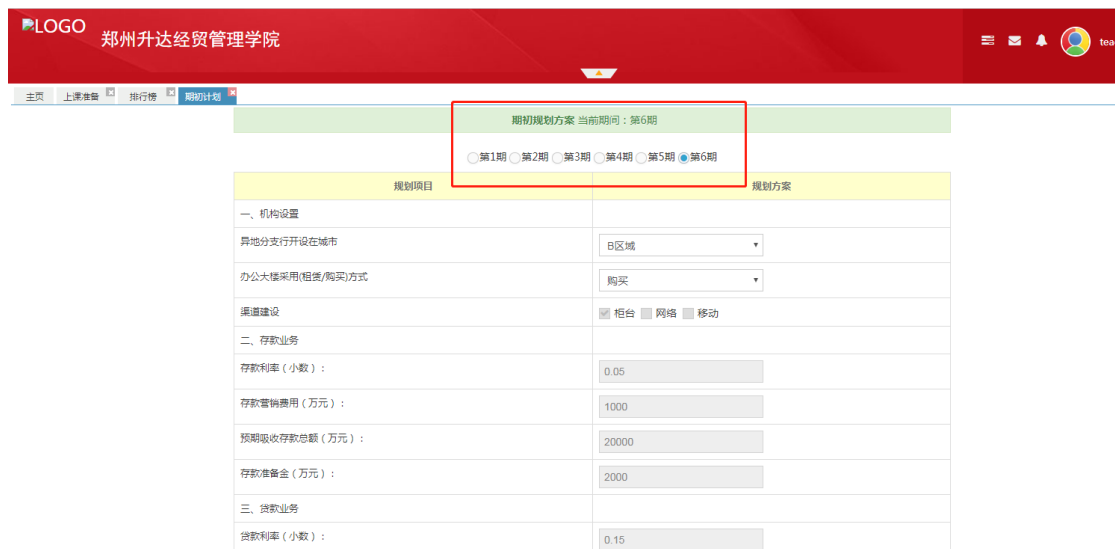 LOGO
郑州升达经贸管理学院
tea
主页 上课准备 排行榜 期初计划
期初规划方案 当前期间：第6期
第1期 第2期 第3期 第4期 第5期 第6期
规划项目 规划方案
一、机构设置
异地分支行开设在城市 B区域
办公大楼采用(租赁/购买)方式 购买
渠道建设 柜台 网络 移动
二、存款业务
存款利率（小数）： 0.05
存款营销费用（万元）： 1000
预期吸收存款总额（万元）： 20000
存款准备金（万元）： 2000
三、贷款业务
贷款利率（小数）： 0.15